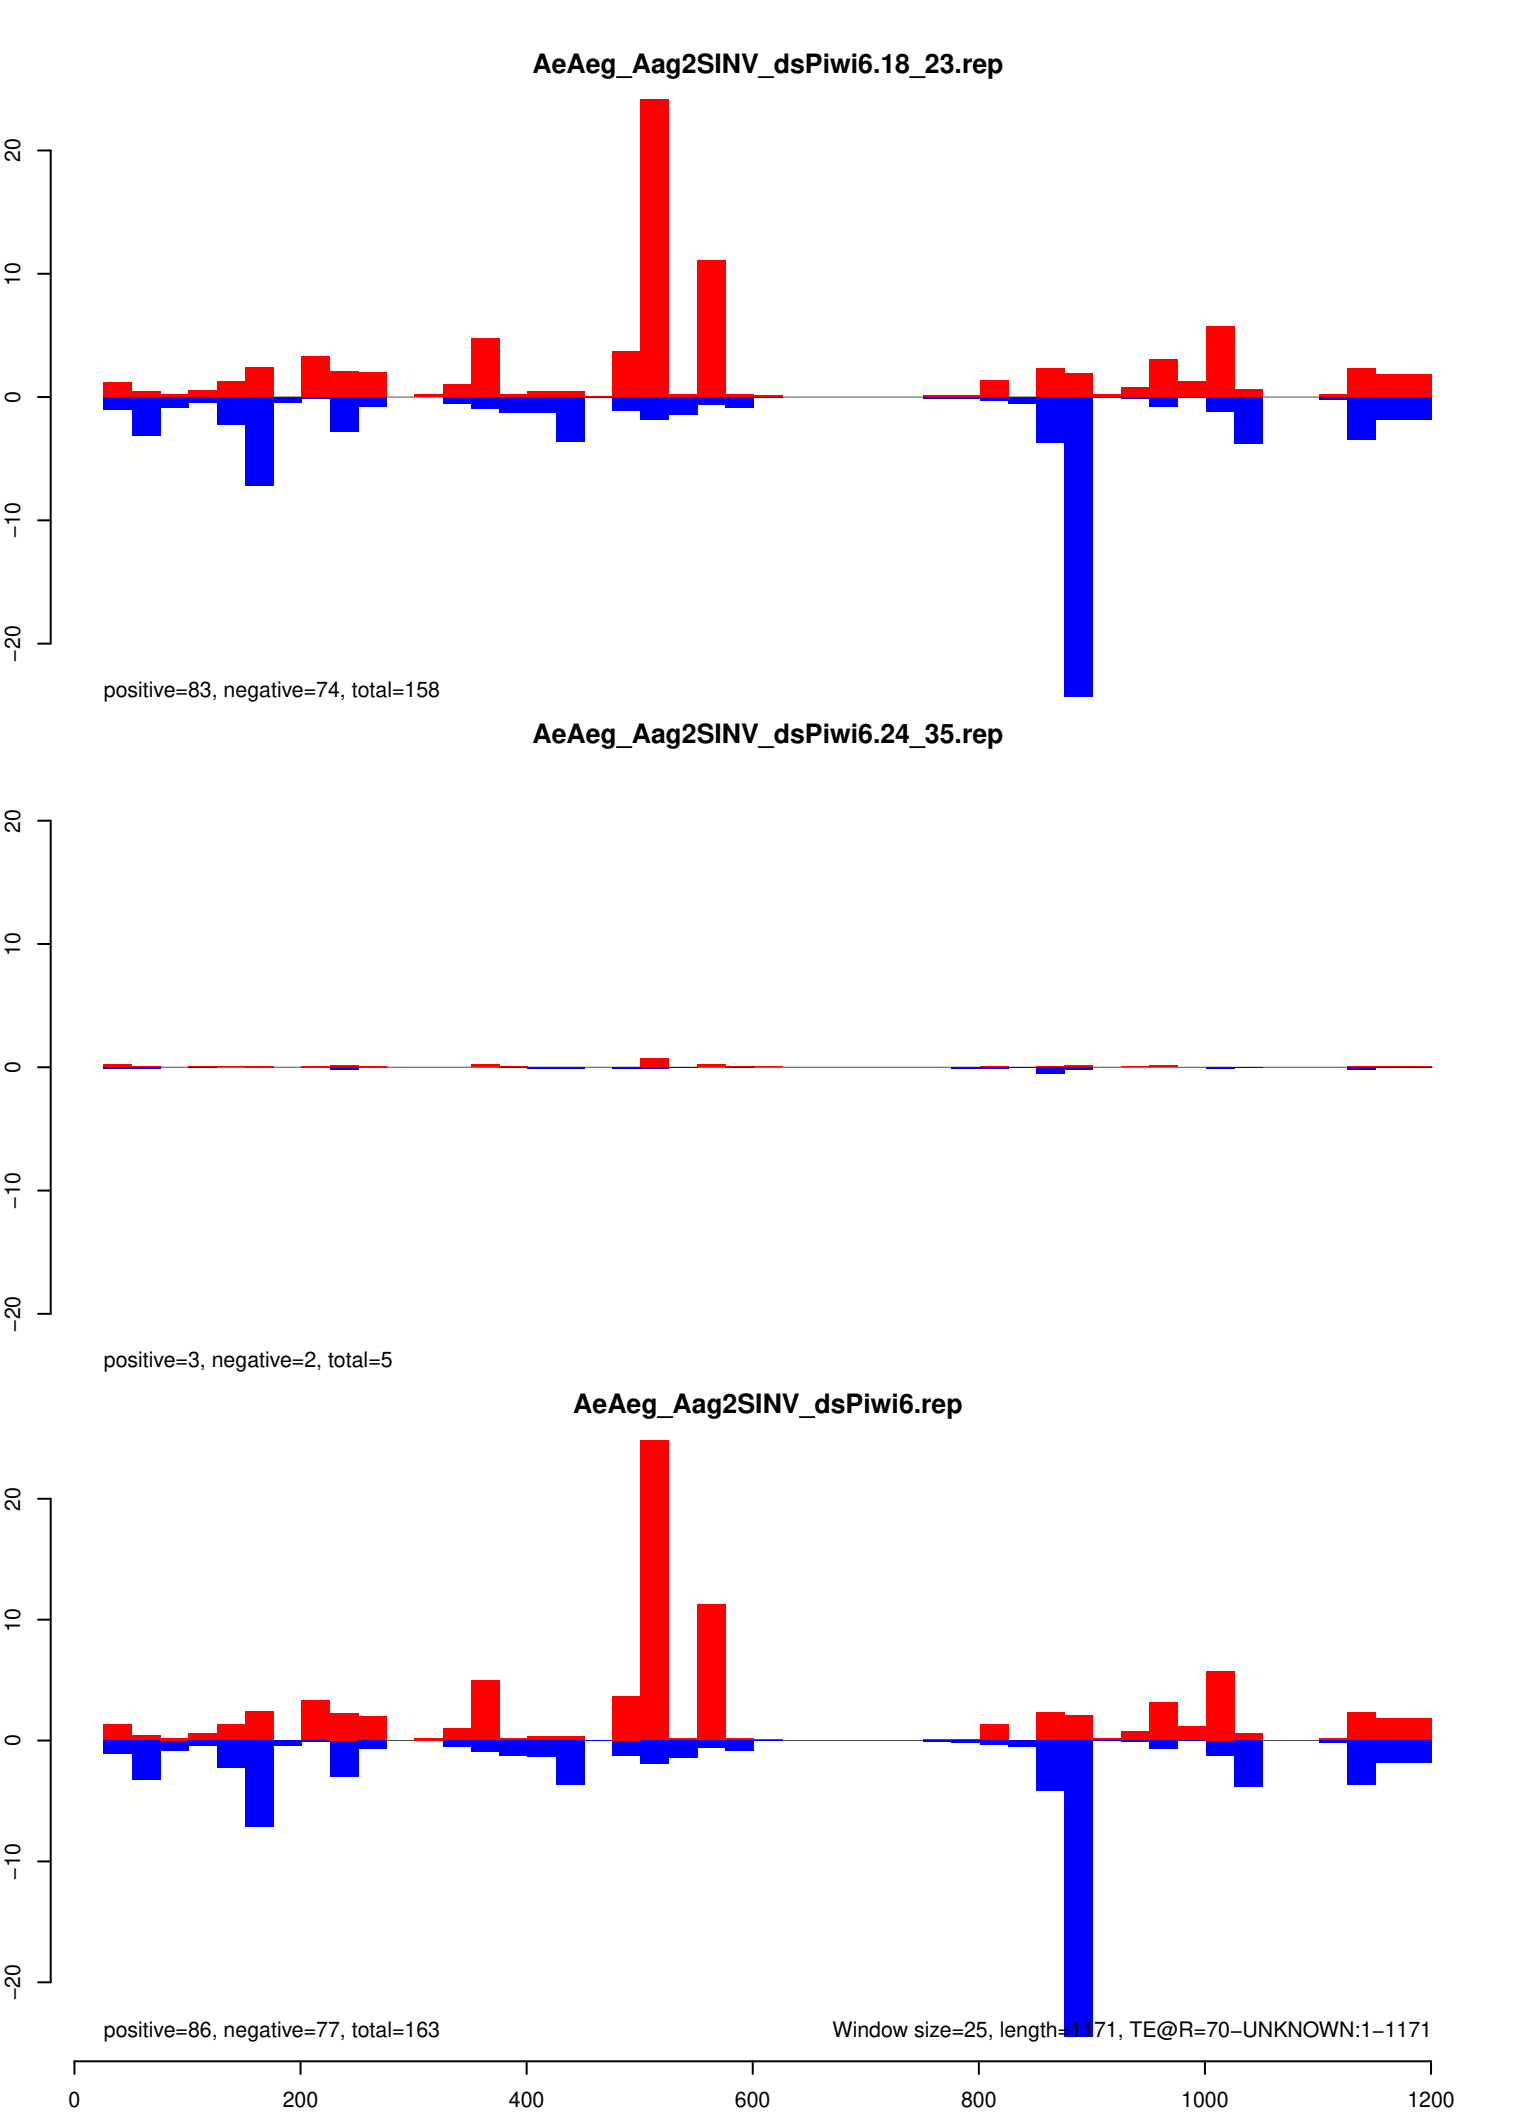 AeAeg_Aag2SINV_dsPiwi6.18_23.rep
20
10
0
−10
−20
positive=83, negative=74, total=158
AeAeg_Aag2SINV_dsPiwi6.24_35.rep
20
10
0
−10
−20
positive=3, negative=2, total=5
AeAeg_Aag2SINV_dsPiwi6.rep
20
10
0
−10
−20
positive=86, negative=77, total=163
Window size=25, length=1171, TE@R=70−UNKNOWN:1−1171
0 200 400 600 800 1000 1200